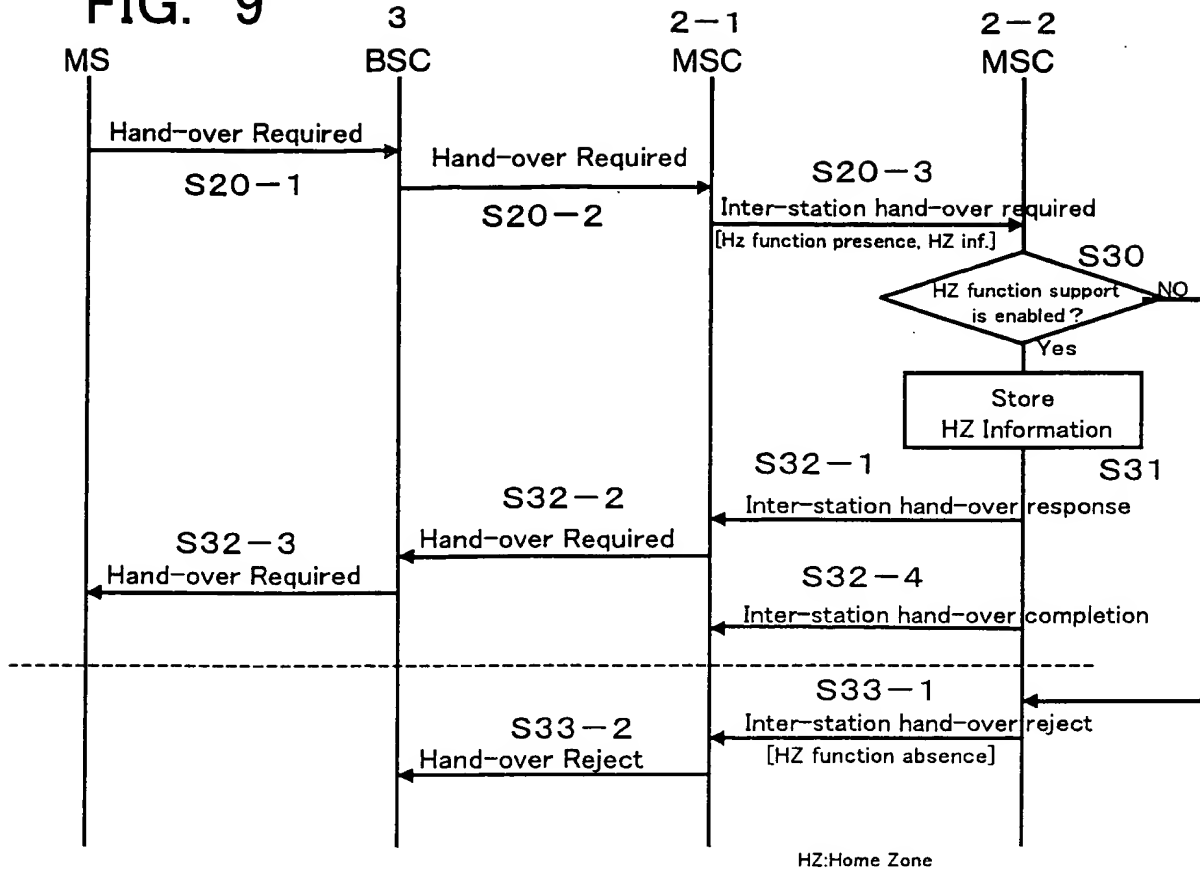 FIG. 9
3
2-1
2-2
MS
BSC
MSC
MSC
Hand-over Required
S20-1
Hand-over Required
S20-2
S20-3
Inter-station hand-over required
[Hz function presence, HZ inf.]
S30
HZ function support
is enabled?
NO
Yes
Store
HZ Information
S31
S32-1
Inter-station hand-over response
S32-2
Hand-over Required
S32-3
Hand-over Required
S32-4
Inter-station hand-over completion
S33-1
Inter-station hand-over reject
[HZ function absence]
S33-2
Hand-over Reject
HZ:Home Zone